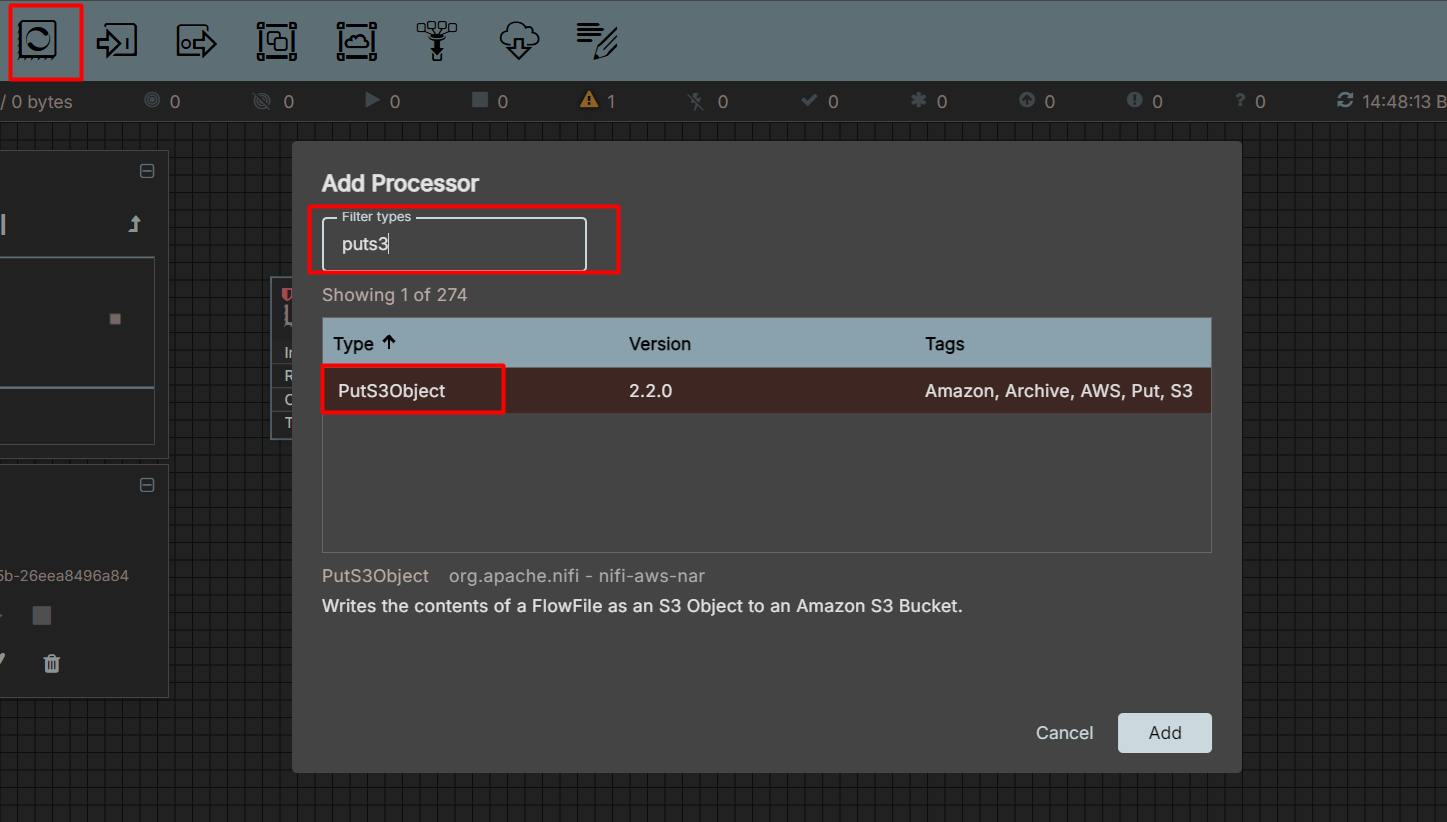 / 0 bytes 0 0 0 0 1 0 0 0 0 0 0 14:48:13 B
Add Processor
Filter types
puts3
Showing 1 of 274
Type Version Tags
PutS3Object 2.2.0 Amazon, Archive, AWS, Put, S3
5b-26eea8496a84
PutS3Object org.apache.nifi - nifi-aws-nar
Writes the contents of a FlowFile as an S3 Object to an Amazon S3 Bucket.
Cancel Add